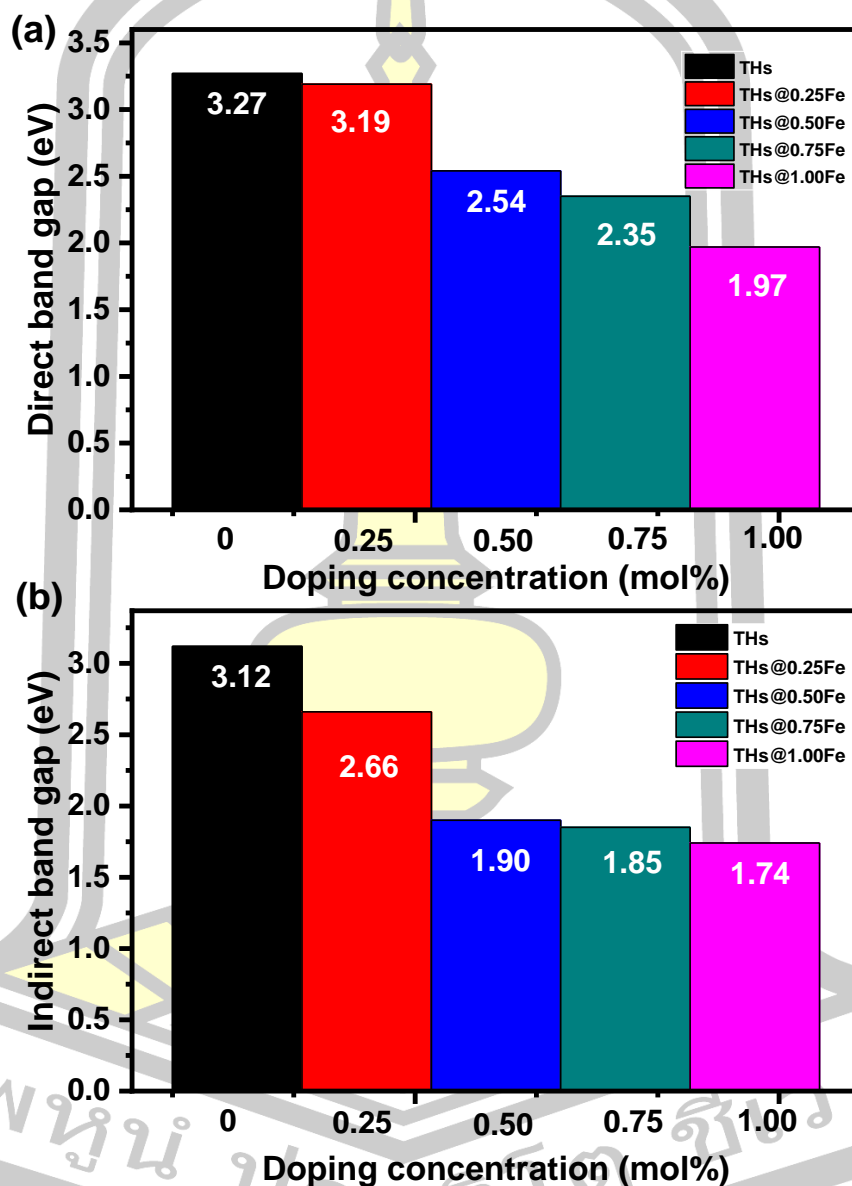 (a)
Direct band gap (eV)
3.5
3.0
2.5
2.0
1.5
1.0
0.5
0.0
3.27
3.19
2.54
2.35
1.97
THs
THs@0.25Fe
THs@0.50Fe
THs@0.75Fe
THs@1.00Fe
0 0.25 0.50 0.75 1.00
Doping concentration (mol%)
(b)
Indirect band gap (eV)
3.0
2.5
2.0
1.5
1.0
0.5
0.0
3.12
2.66
1.90
1.85
1.74
THs
THs@0.25Fe
THs@0.50Fe
THs@0.75Fe
THs@1.00Fe
0 0.25 0.50 0.75 1.00
Doping concentration (mol%)